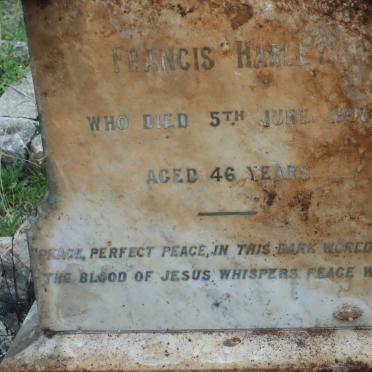 FRANCIS HARLEY
WHO DIED 5TH JUNE
AGED 46 YEARS
"PEACE, PERFECT PEACE, IN THIS DARK WORLD
THE BLOOD OF JESUS WHISPERS PEACE W